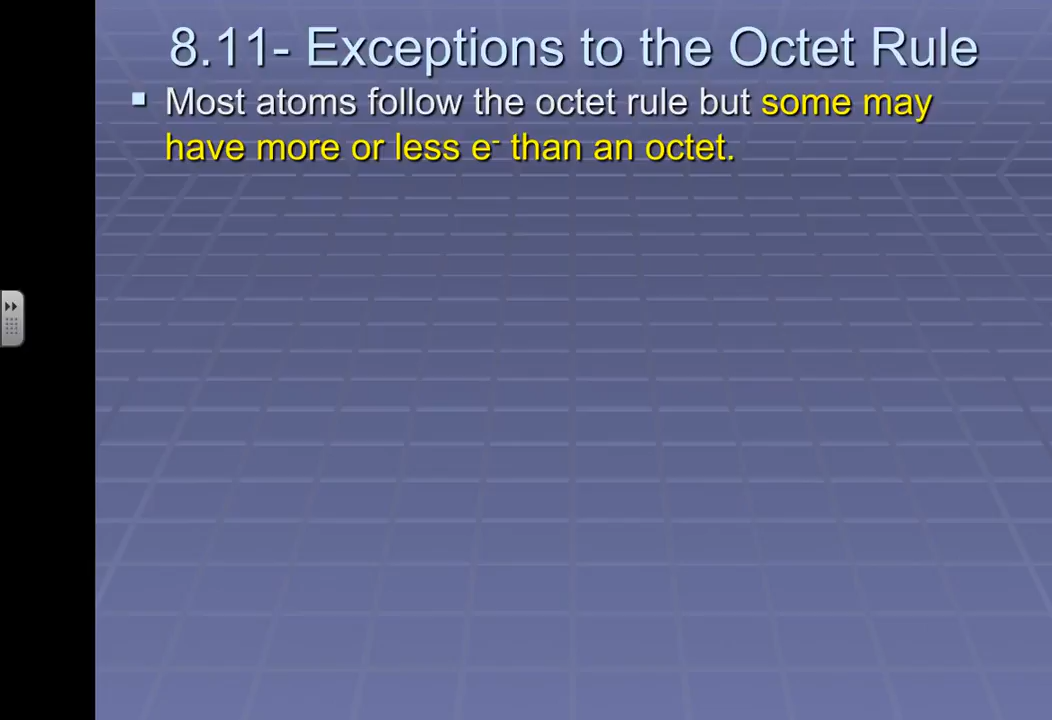 8.11- Exceptions to the Octet Rule
▪ Most atoms follow the octet rule but some may
have more or less e⁻ than an octet.